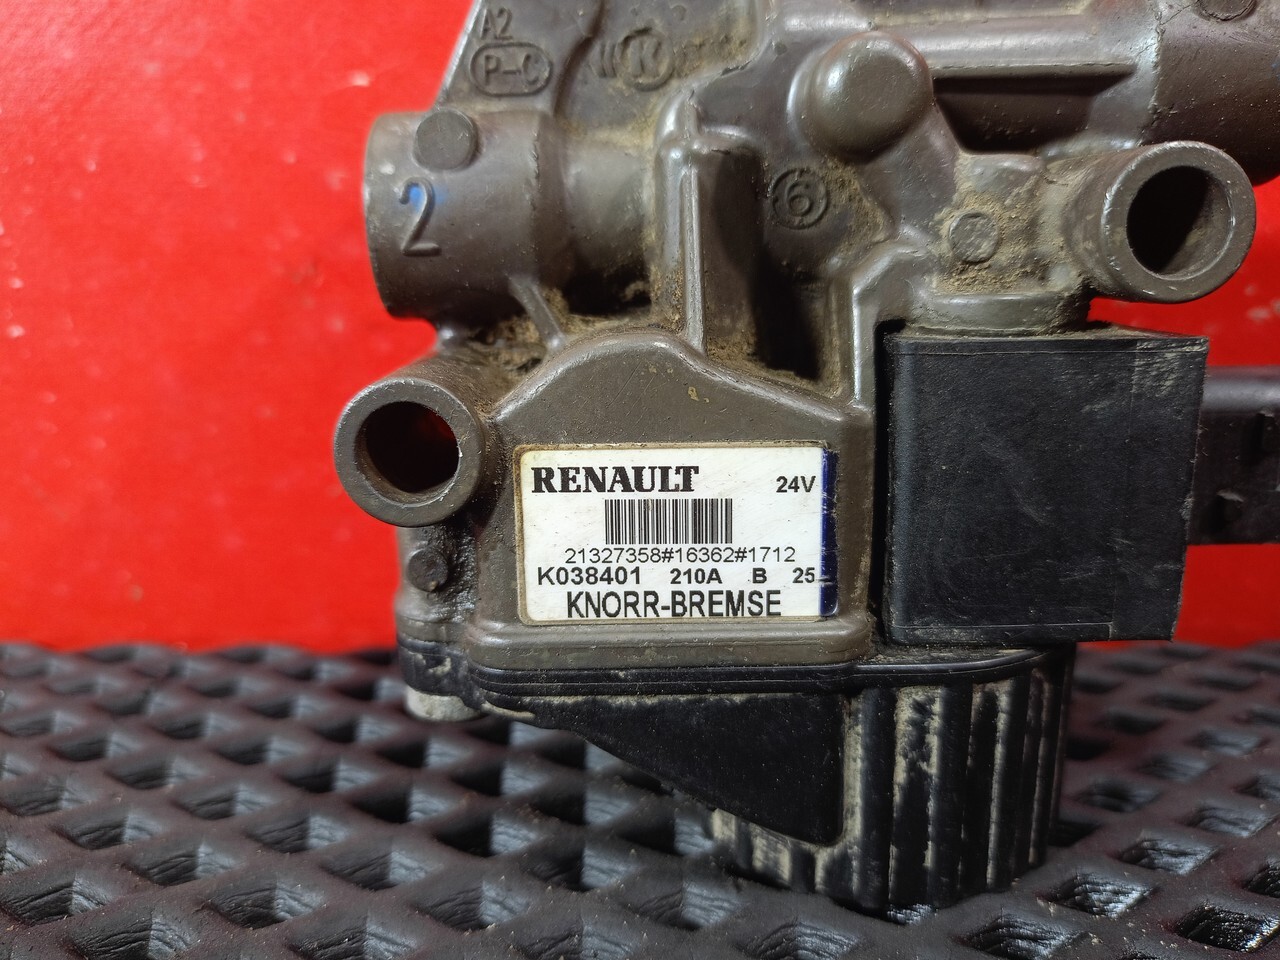 A2
P-C
K
6
2
RENAULT 24V
21327358#16362#1712
K038401 210A B 25
KNORR-BREMSE